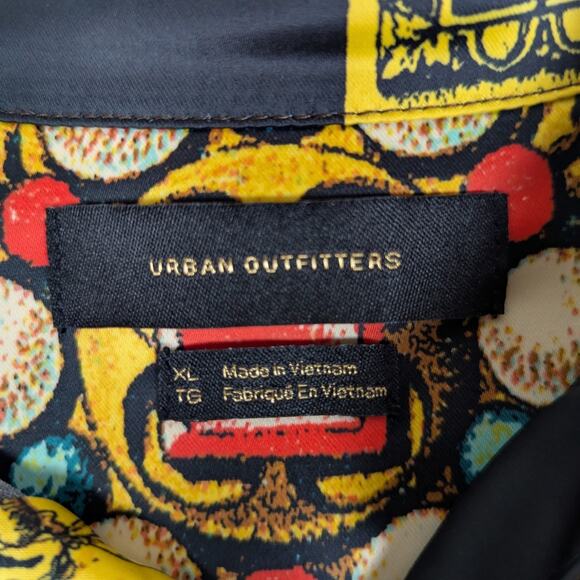 URBAN OUTFITTERS
XL Made in Vietnam
TG Fabriqué En Vietnam